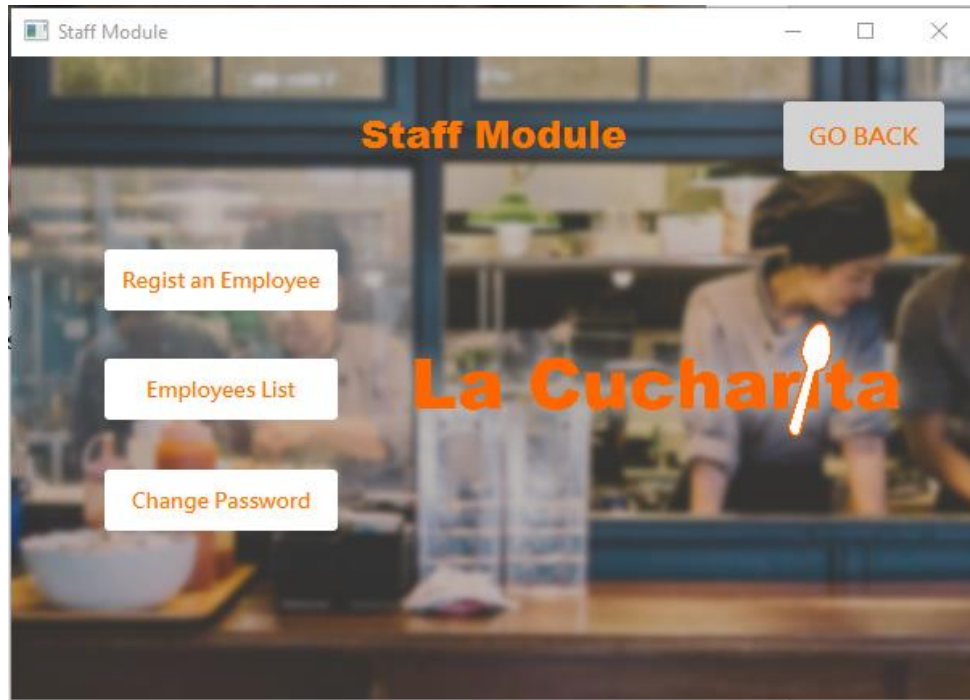 Staff Module
Staff Module
GO BACK
Regist an Employee
Employees List
La Cucharita
Change Password